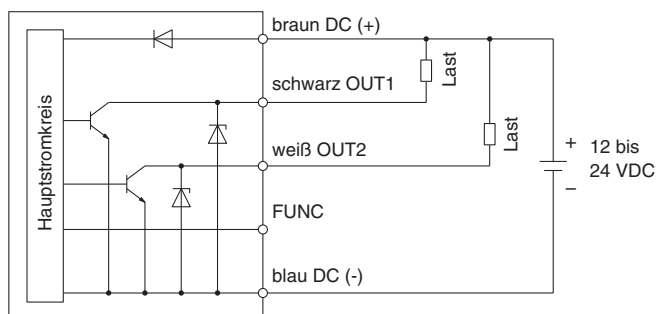 braun DC (+)
schwarz OUT1
Last
weiß OUT2
Last
+
12 bis
24 VDC
–
Hauptstromkreis
FUNC
blau DC (-)